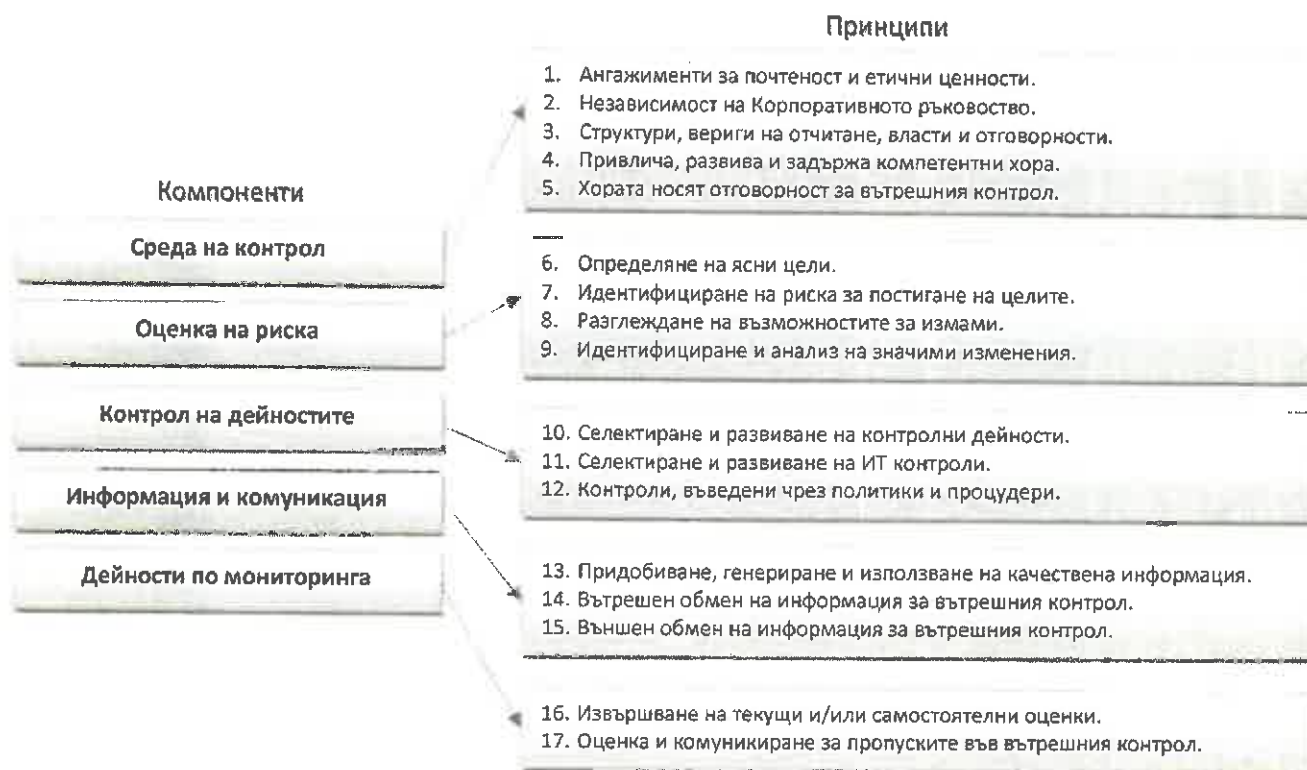 Принципи
1. Ангажименти за почтеност и етични ценности.
2. Независимост на Корпоративното ръковоство.
3. Структури, вериги на отчитане, власти и отговорности.
4. Привлича, развива и задържа компетентни хора.
5. Хората носят отговорност за вътрешния контрол.
Компоненти
Среда на контрол
Оценка на риска
Контрол на дейностите
Информация и комуникация
Дейности по мониторинга
6. Определяне на ясни цели.
7. Идентифициране на риска за постигане на целите.
8. Разглеждане на възможностите за измами.
9. Идентифициране и анализ на значими изменения.
10. Селектиране и развиване на контролни дейности.
11. Селектиране и развиване на ИТ контроли.
12. Контроли, въведени чрез политики и процудери.
13. Придобиване, генериране и използване на качествена информация.
14. Вътрешен обмен на информация за вътрешния контрол.
15. Външен обмен на информация за вътрешния контрол.
16. Извършване на текущи и/или самостоятелни оценки.
17. Оценка и комуникиране за пропуските във вътрешния контрол.